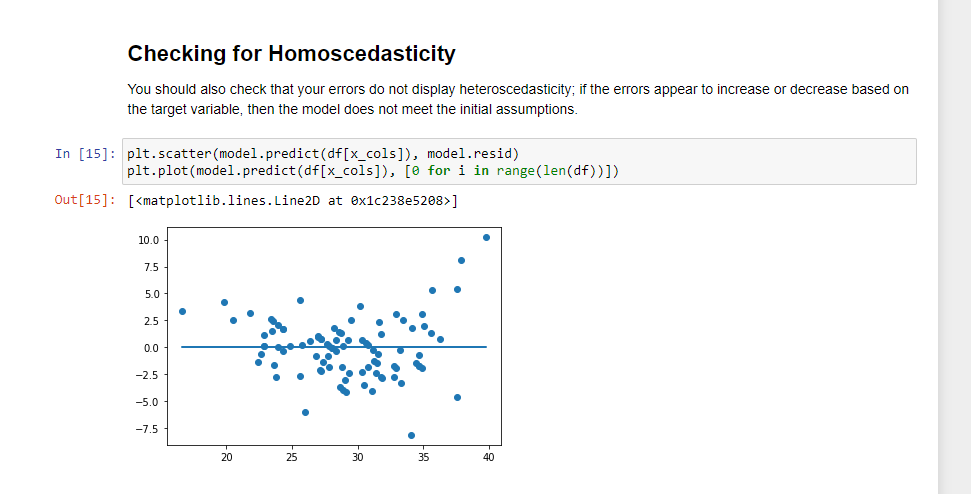 Checking for Homoscedasticity
You should also check that your errors do not display heteroscedasticity; if the errors appear to increase or decrease based on
the target variable, then the model does not meet the initial assumptions.
In [15]: plt.scatter(model.predict(df[x_cols]), model.resid)
plt.plot(model.predict(df[x_cols]), [0 for i in range(len(df))])
Out[15]: [<matplotlib.lines.Line2D at 0x1c238e5208>]
10.0
7.5
5.0
2.5
0.0
−2.5
−5.0
−7.5
20 25 30 35 40